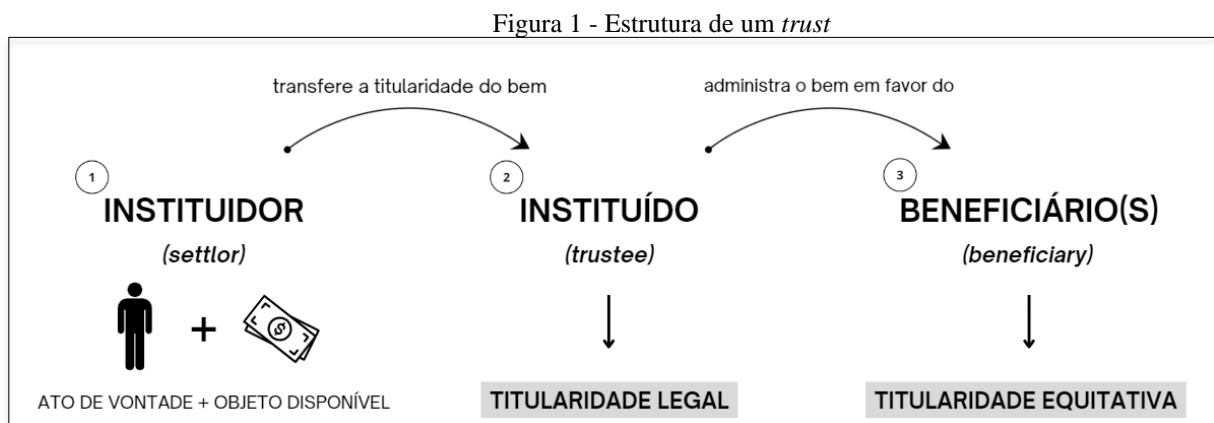 Figura 1 - Estrutura de um trust
transfere a titularidade do bem
administra o bem em favor do
1
2
3
INSTITUIDOR
INSTITUÍDO
BENEFICIÁRIO(S)
(settlor)
(trustee)
(beneficiary)
+
$
ATO DE VONTADE + OBJETO DISPONÍVEL
TITULARIDADE LEGAL
TITULARIDADE EQUITATIVA